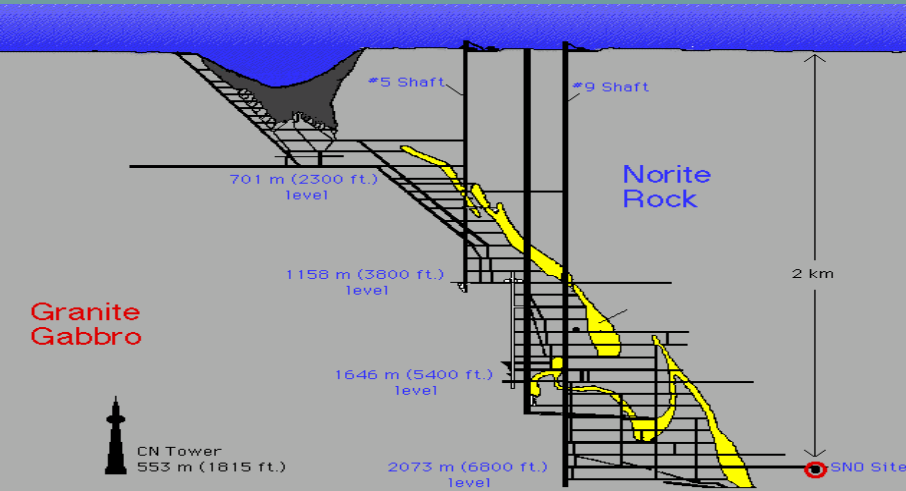 #5 Shaft
#9 Shaft
Norite
Rock
701 m (2300 ft.)
level
1158 m (3800 ft.)
level
2 km
Granite
Gabbro
1646 m (5400 ft.)
level
CN Tower
553 m (1815 ft.)
2073 m (6800 ft.)
level
SNO Site